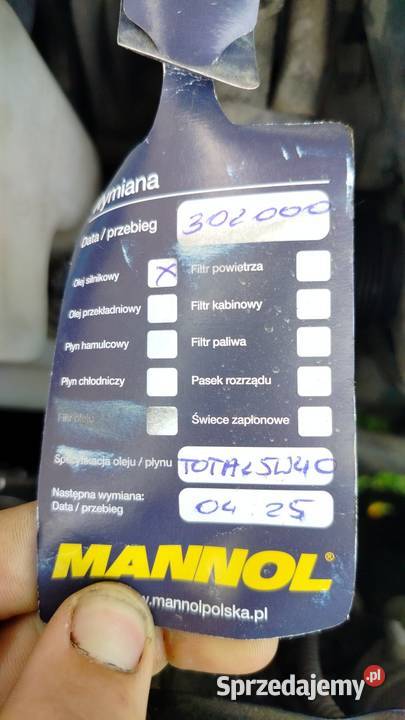 wymiana
Data / przebieg 302000
Olej silnikowy X Filtr powietrza
Olej przekładniowy Filtr kabinowy
Płyn hamulcowy Filtr paliwa
Płyn chłodniczy Pasek rozrządu
Filtr oleju Świece zapłonowe
Specyfikacja oleju / płynu TOTAL 5W40
Następna wymiana: 04.25
Data / przebieg
MANNOL®
www.mannolpolska.pl
Sprzedajemy.pl